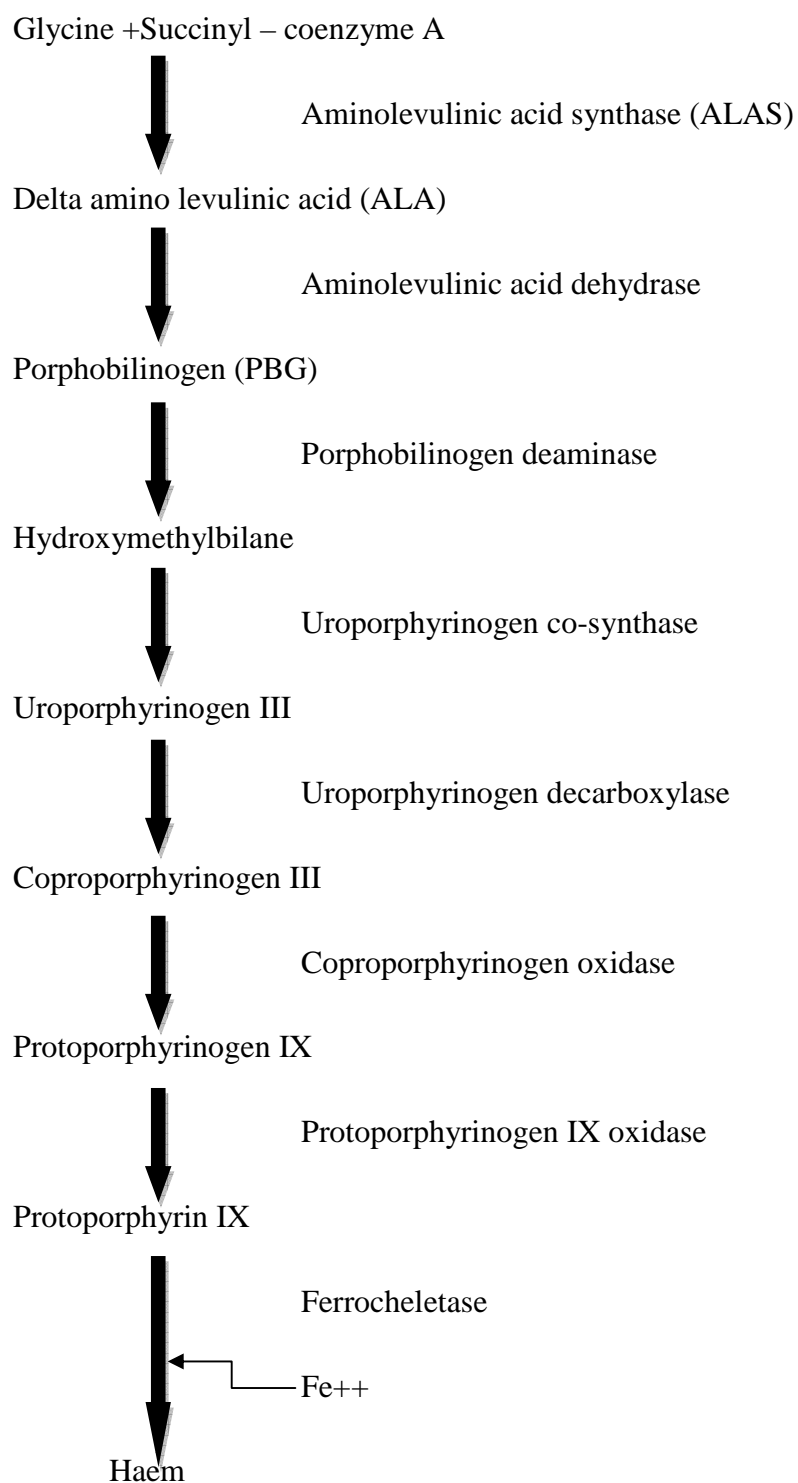 Glycine +Succinyl – coenzyme A
Aminolevulinic acid synthase (ALAS)
Delta amino levulinic acid (ALA)
Aminolevulinic acid dehydrase
Porphobilinogen (PBG)
Porphobilinogen deaminase
Hydroxymethylbilane
Uroporphyrinogen co-synthase
Uroporphyrinogen III
Uroporphyrinogen decarboxylase
Coproporphyrinogen III
Coproporphyrinogen oxidase
Protoporphyrinogen IX
Protoporphyrinogen IX oxidase
Protoporphyrin IX
Ferrocheletase
Fe++
Haem